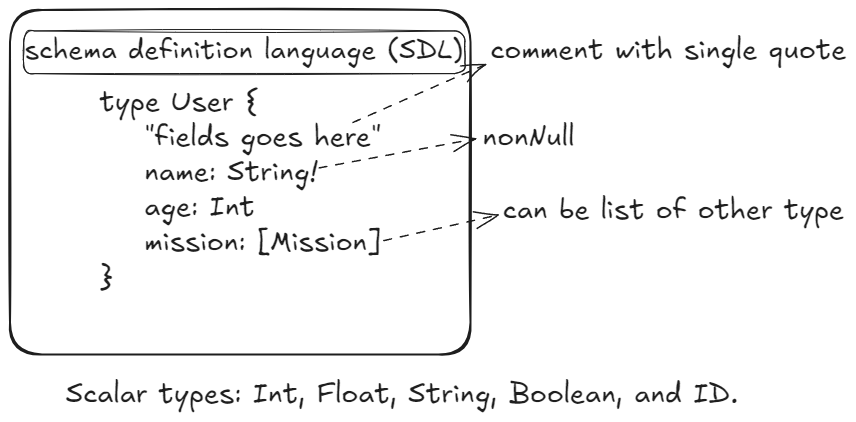 schema definition language (SDL)
comment with single quote
type User {
"fields goes here"
nonNull
name: String!
age: Int
can be list of other type
mission: [Mission]
}
Scalar types: Int, Float, String, Boolean, and ID.